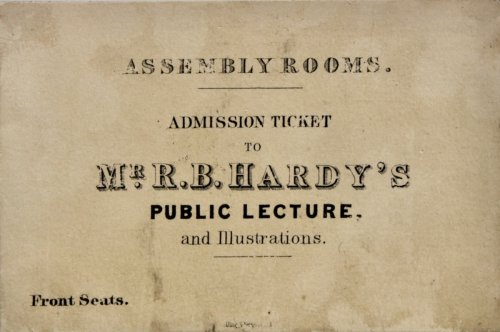 ASSEMBLY ROOMS.
ADMISSION TICKET
TO
MR. R. B. HARDY'S
PUBLIC LECTURE,
and Illustrations.
Front Seats.